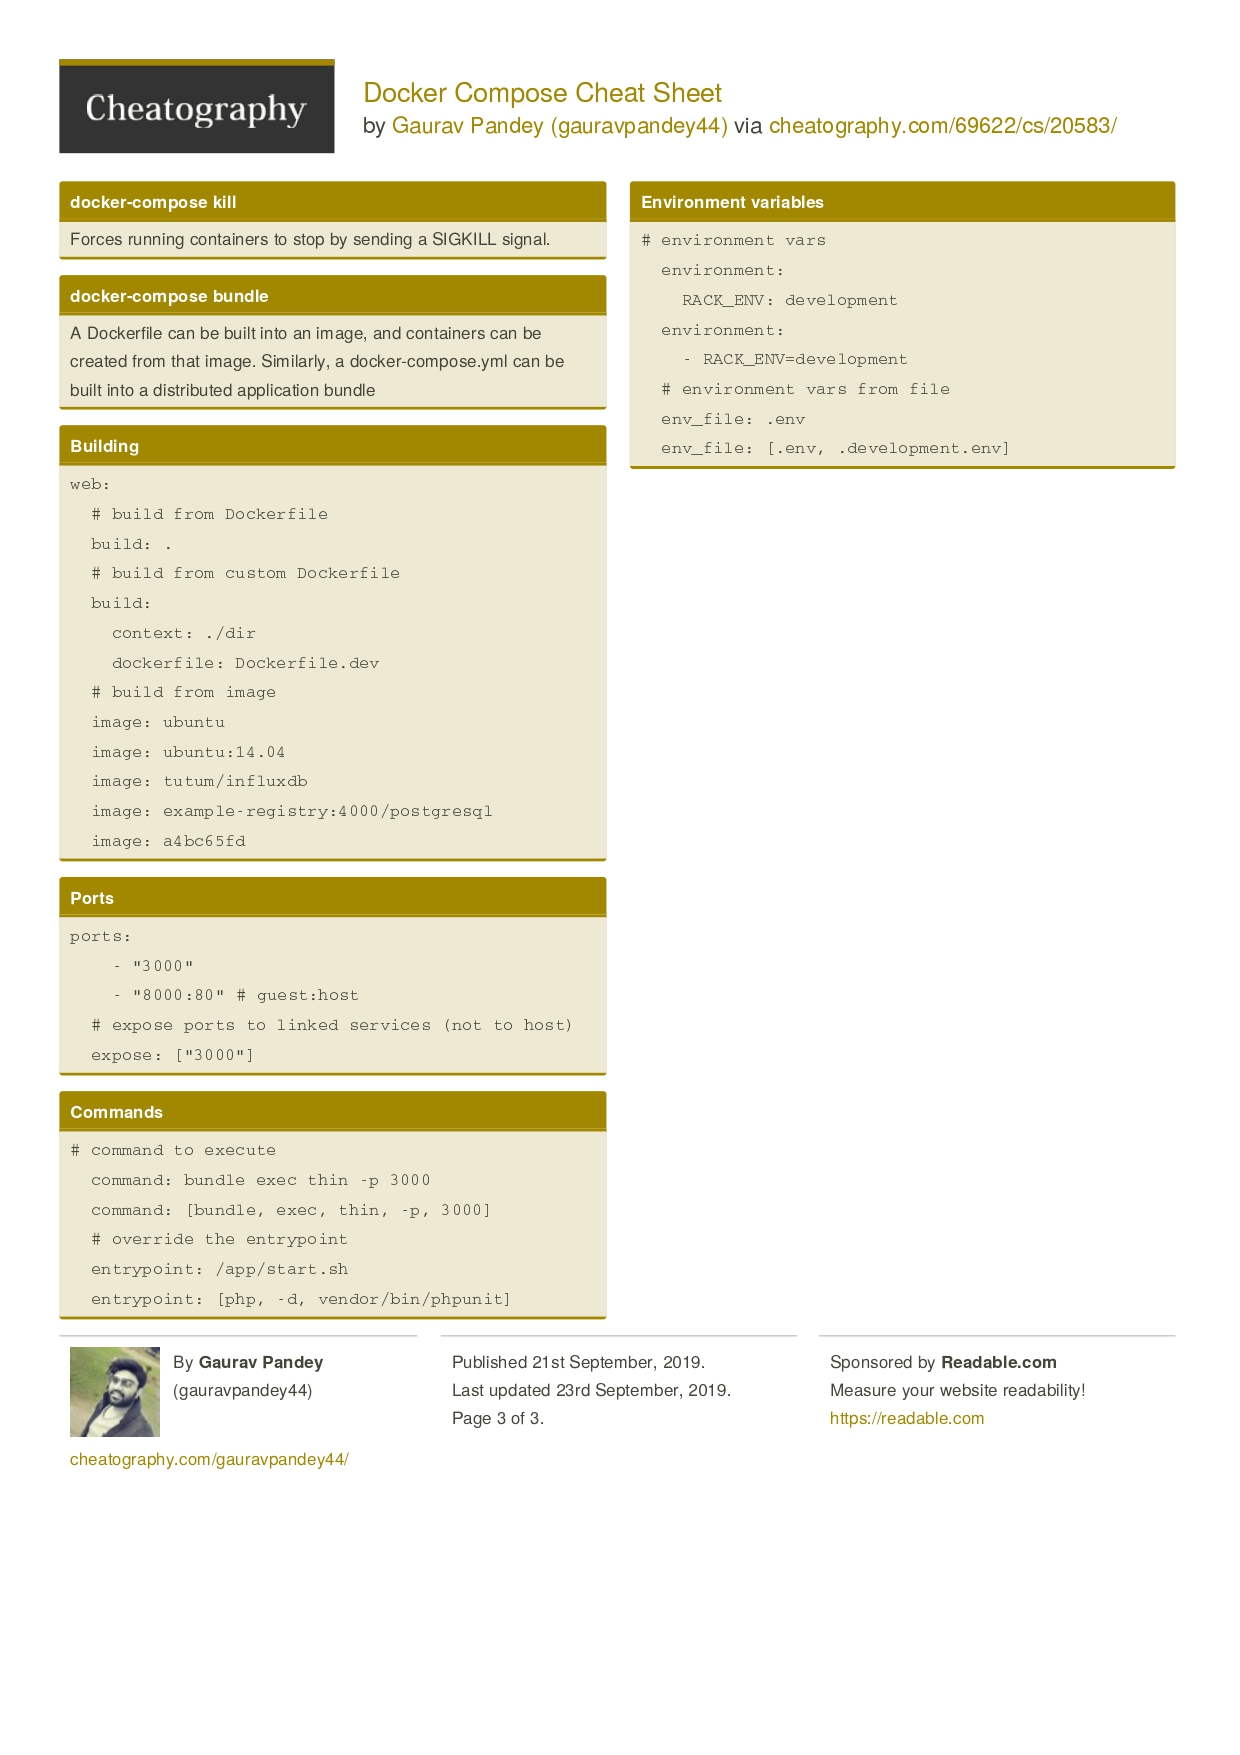 Cheatography
Docker Compose Cheat Sheet
by Gaurav Pandey (gauravpandey44) via cheatography.com/69622/cs/20583/
docker-compose kill
Forces running containers to stop by sending a SIGKILL signal.
docker-compose bundle
A Dockerfile can be built into an image, and containers can be
created from that image. Similarly, a docker-compose.yml can be
built into a distributed application bundle
Building
web:
  # build from Dockerfile
  build: .
  # build from custom Dockerfile
  build:
    context: ./dir
    dockerfile: Dockerfile.dev
  # build from image
  image: ubuntu
  image: ubuntu:14.04
  image: tutum/influxdb
  image: example-registry:4000/postgresql
  image: a4bc65fd
Ports
ports:
    - "3000"
    - "8000:80" # guest:host
  # expose ports to linked services (not to host)
  expose: ["3000"]
Commands
# command to execute
  command: bundle exec thin -p 3000
  command: [bundle, exec, thin, -p, 3000]
  # override the entrypoint
  entrypoint: /app/start.sh
  entrypoint: [php, -d, vendor/bin/phpunit]
Environment variables
# environment vars
  environment:
    RACK_ENV: development
  environment:
    - RACK_ENV=development
  # environment vars from file
  env_file: .env
  env_file: [.env, .development.env]
By Gaurav Pandey
(gauravpandey44)
cheatography.com/gauravpandey44/
Published 21st September, 2019.
Last updated 23rd September, 2019.
Page 3 of 3.
Sponsored by Readable.com
Measure your website readability!
https://readable.com